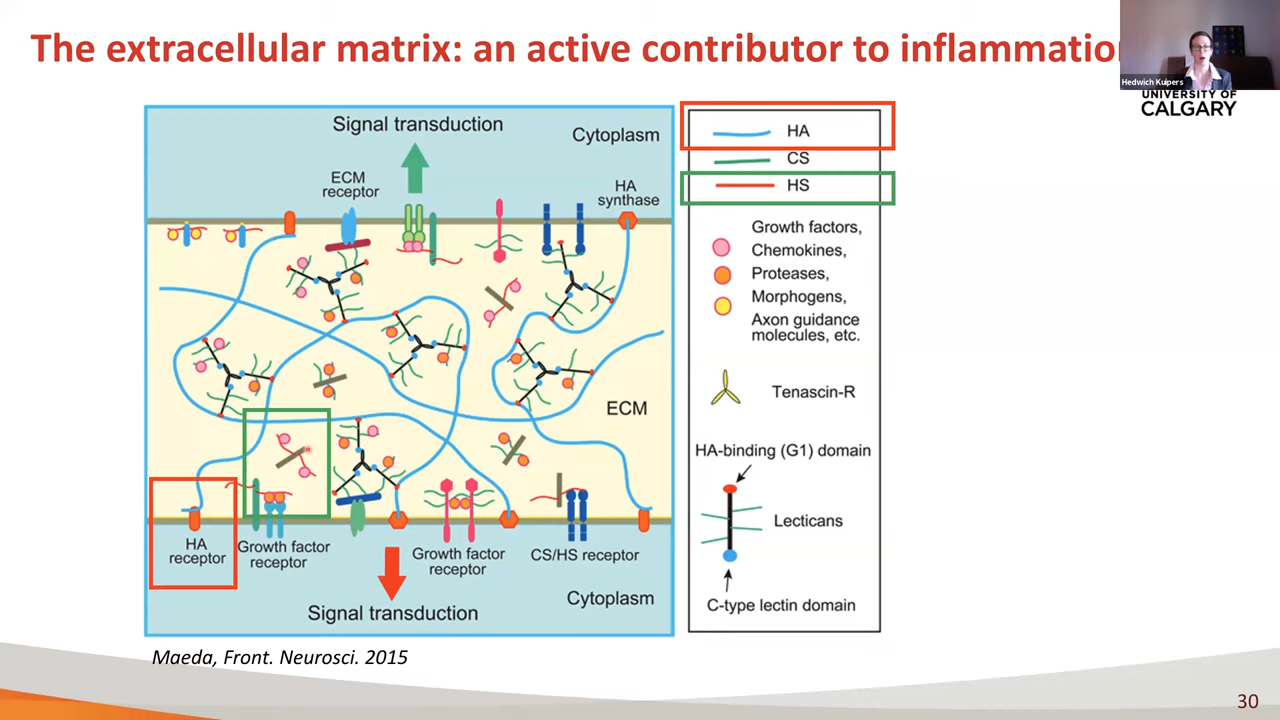 The extracellular matrix: an active contributor to inflammation
Hedwich Kuipers
UNIVERSITY OF
CALGARY
Signal transduction
Cytoplasm
ECM
receptor
HA
synthase
ECM
HA
receptor
Growth factor
receptor
Growth factor
receptor
CS/HS receptor
Signal transduction
Cytoplasm
HA
CS
HS
Growth factors,
Chemokines,
Proteases,
Morphogens,
Axon guidance
molecules, etc.
Tenascin-R
HA-binding (G1) domain
Lecticans
C-type lectin domain
Maeda, Front. Neurosci. 2015
30